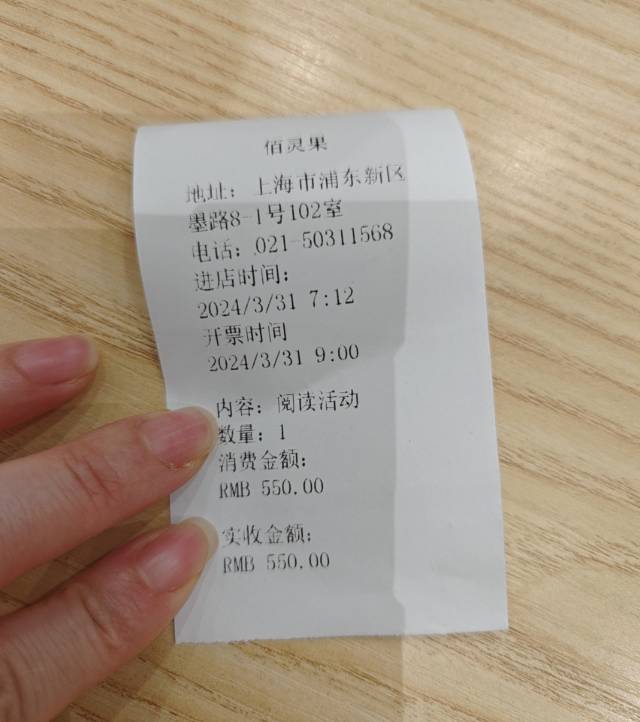 佰灵果
地址：上海市浦东新区
墨路8-1号102室
电话：021-50311568
进店时间：
2024/3/31 7:12
开票时间
2024/3/31 9:00
内容：阅读活动
数量：1
消费金额：
RMB 550.00
实收金额：
RMB 550.00